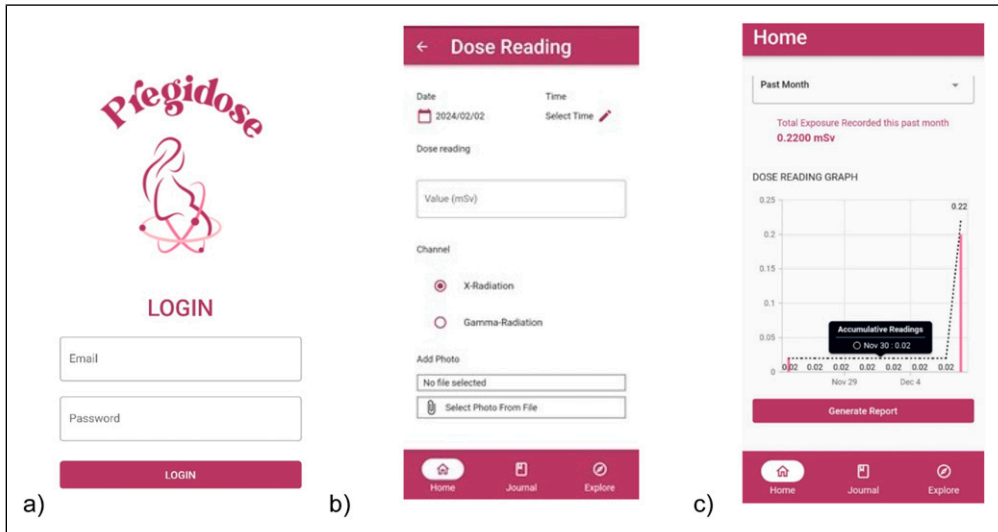 Pregidose
LOGIN
Email
Password
LOGIN
a)
← Dose Reading
Date Time
2024/02/02 Select Time
Dose reading
Value (mSv)
Channel
X-Radiation
Gamma-Radiation
Add Photo
No file selected
Select Photo From File
Home Journal Explore
b)
Home
Past Month
Total Exposure Recorded this past month
0.2200 mSv
DOSE READING GRAPH
0.25
0.22
0.2
0.15
0.1
Accumulative Readings
Nov 30 : 0.02
0.05
0.02 0.02 0.02 0.02 0.02 0.02 0.02
0
Nov 29 Dec 4
Generate Report
Home Journal Explore
c)